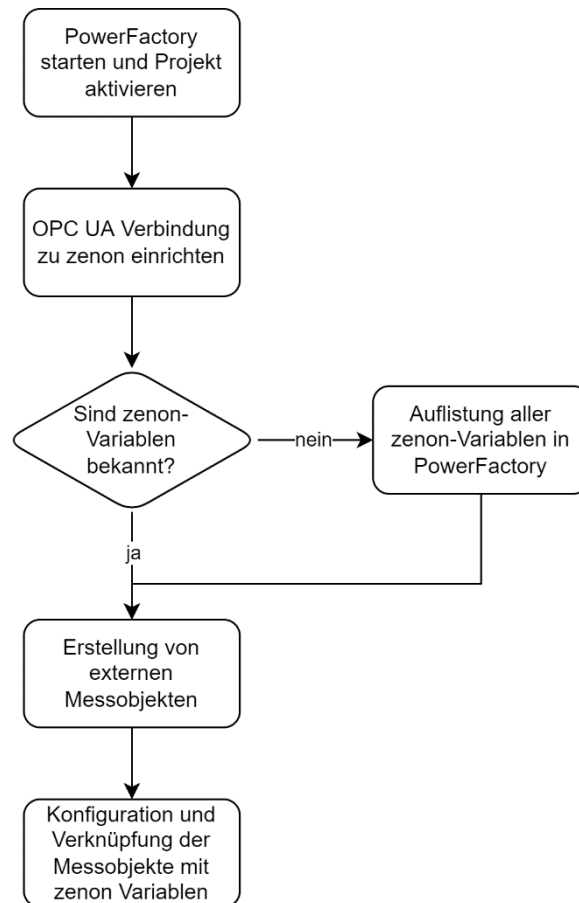 PowerFactory
starten und Projekt
aktivieren
OPC UA Verbindung
zu zenon einrichten
Sind zenon-
Variablen
bekannt?
nein
Auflistung aller
zenon-Variablen in
PowerFactory
ja
Erstellung von
externen
Messobjekten
Konfiguration und
Verknüpfung der
Messobjekte mit
zenon Variablen